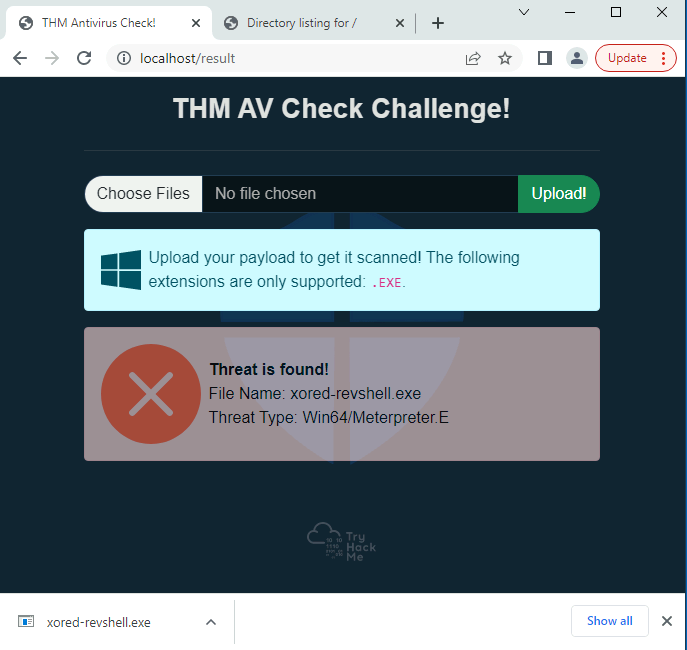 THM Antivirus Check!
Directory listing for /
localhost/result
Update
THM AV Check Challenge!
Choose Files No file chosen Upload!
Upload your payload to get it scanned! The following
extensions are only supported: .EXE.
Threat is found!
File Name: xored-revshell.exe
Threat Type: Win64/Meterpreter.E
Try
Hack
Me
xored-revshell.exe
Show all